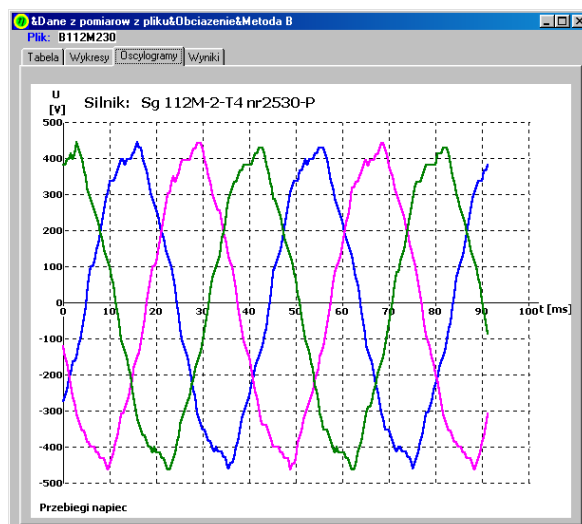 &Dane z pomiarow z pliku&Obciazenie&Metoda B
Plik: B112M230
Tabela Wykresy Oscylogramy Wyniki
U
[V]
Silnik: Sg 112M-2-T4 nr2530-P
500
400
300
200
100
0
-100
-200
-300
-400
-500
0 10 20 30 40 50 60 70 80 90 100 t [ms]
Przebiegi napiec